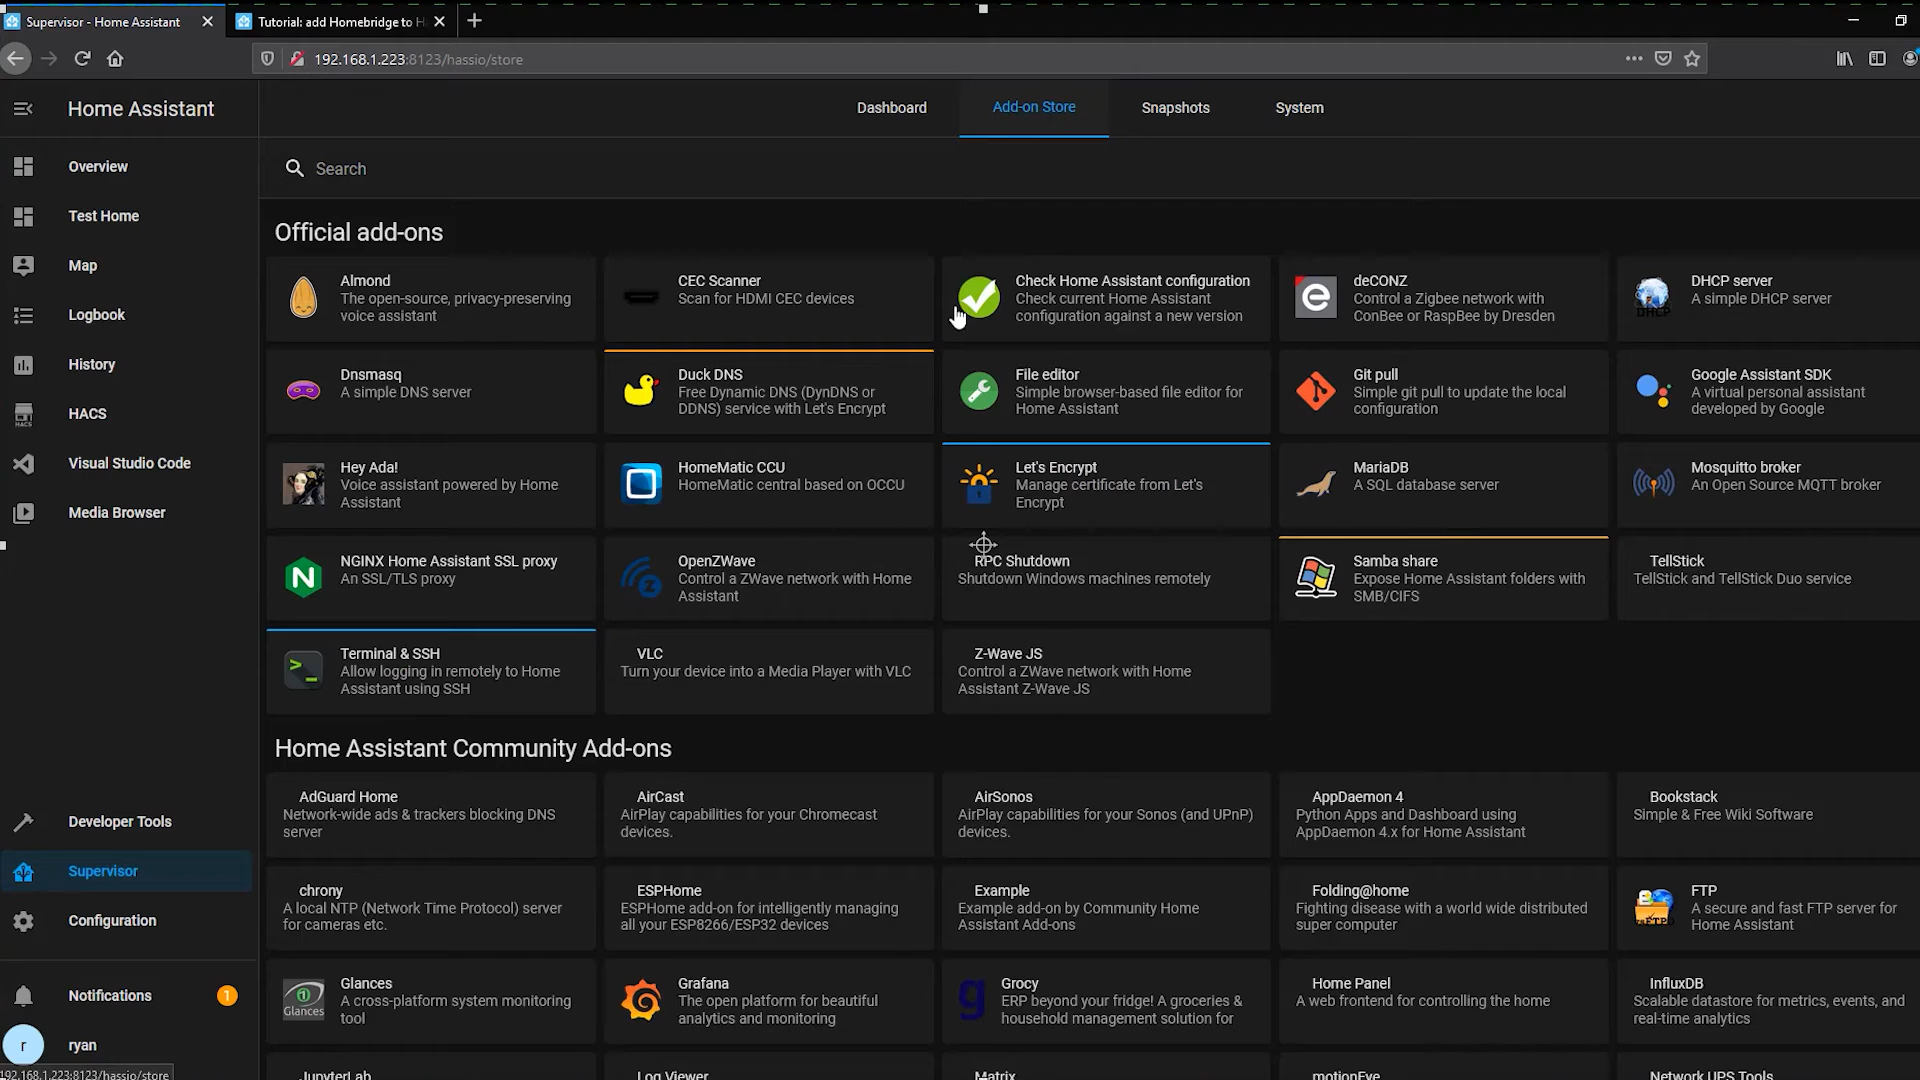 Supervisor - Home Assistant
Tutorial: add Homebridge to H
192.168.1.223:8123/hassio/store
Home Assistant
Dashboard
Add-on Store
Snapshots
System
Overview
Test Home
Map
Logbook
History
HACS
HACS
Visual Studio Code
Media Browser
Developer Tools
Supervisor
Configuration
Notifications
1
r
ryan
192.168.1.223:8123/hassio/store
Search
Official add-ons
Almond
The open-source, privacy-preserving
voice assistant
CEC Scanner
Scan for HDMI CEC devices
Check Home Assistant configuration
Check current Home Assistant
configuration against a new version
deCONZ
Control a Zigbee network with
ConBee or RaspBee by Dresden
DHCP
DHCP server
A simple DHCP server
Dnsmasq
A simple DNS server
Duck DNS
Free Dynamic DNS (DynDNS or
DDNS) service with Let's Encrypt
File editor
Simple browser-based file editor for
Home Assistant
Git pull
Simple git pull to update the local
configuration
Google Assistant SDK
A virtual personal assistant
developed by Google
Hey Ada!
Voice assistant powered by Home
Assistant
HomeMatic CCU
HomeMatic central based on OCCU
Let's Encrypt
Manage certificate from Let's
Encrypt
MariaDB
A SQL database server
Mosquitto broker
An Open Source MQTT broker
N
NGINX Home Assistant SSL proxy
An SSL/TLS proxy
OpenZWave
Control a ZWave network with Home
Assistant
RPC Shutdown
Shutdown Windows machines remotely
Samba share
Expose Home Assistant folders with
SMB/CIFS
TellStick
TellStick and TellStick Duo service
Terminal & SSH
Allow logging in remotely to Home
Assistant using SSH
VLC
Turn your device into a Media Player with VLC
Z-Wave JS
Control a ZWave network with Home
Assistant Z-Wave JS
Home Assistant Community Add-ons
AdGuard Home
Network-wide ads & trackers blocking DNS
server
AirCast
AirPlay capabilities for your Chromecast
devices.
AirSonos
AirPlay capabilities for your Sonos (and UPnP)
devices.
AppDaemon 4
Python Apps and Dashboard using
AppDaemon 4.x for Home Assistant
Bookstack
Simple & Free Wiki Software
chrony
A local NTP (Network Time Protocol) server
for cameras etc.
ESPHome
ESPHome add-on for intelligently managing
all your ESP8266/ESP32 devices
Example
Example add-on by Community Home
Assistant Add-ons
Folding@home
Fighting disease with a world wide distributed
super computer
FTP
A secure and fast FTP server for
Home Assistant
Glances
Glances
A cross-platform system monitoring
tool
Grafana
The open platform for beautiful
analytics and monitoring
g
Grocy
ERP beyond your fridge! A groceries &
household management solution for
Home Panel
A web frontend for controlling the home
InfluxDB
Scalable datastore for metrics, events, and
real-time analytics
JupyterLab
Log Viewer
Matrix
motionEye
Network UPS Tools